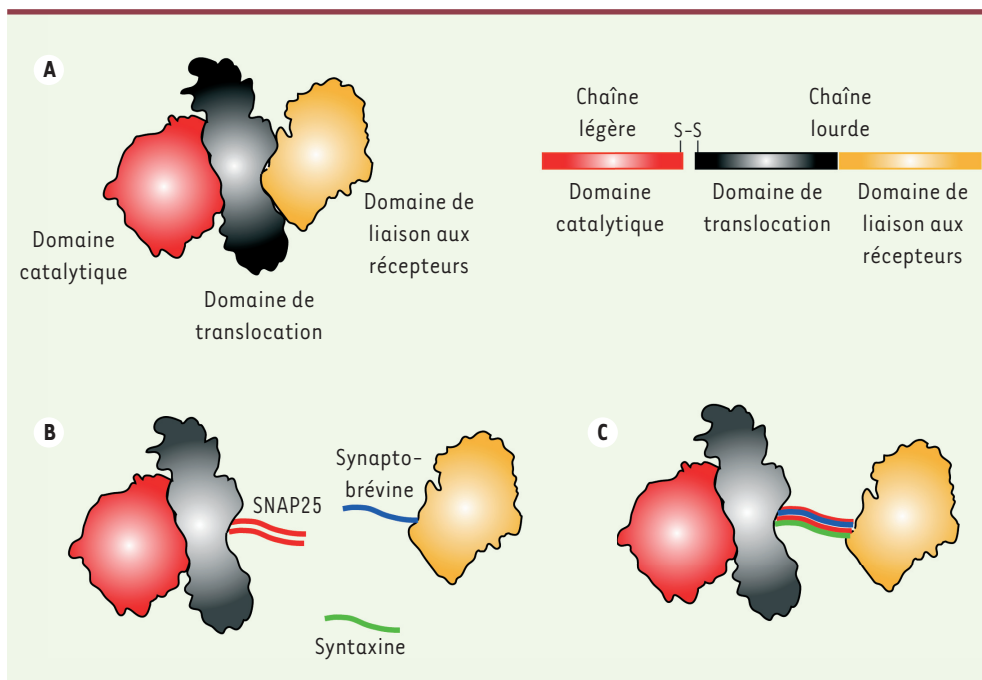 A
Chaîne
légère
S-S
Chaîne
lourde
Domaine
catalytique
Domaine de
translocation
Domaine de
liaison aux
récepteurs
Domaine
catalytique
Domaine de
translocation
Domaine de
liaison aux
récepteurs
B
SNAP25
Synapto-
brévine
Syntaxine
C